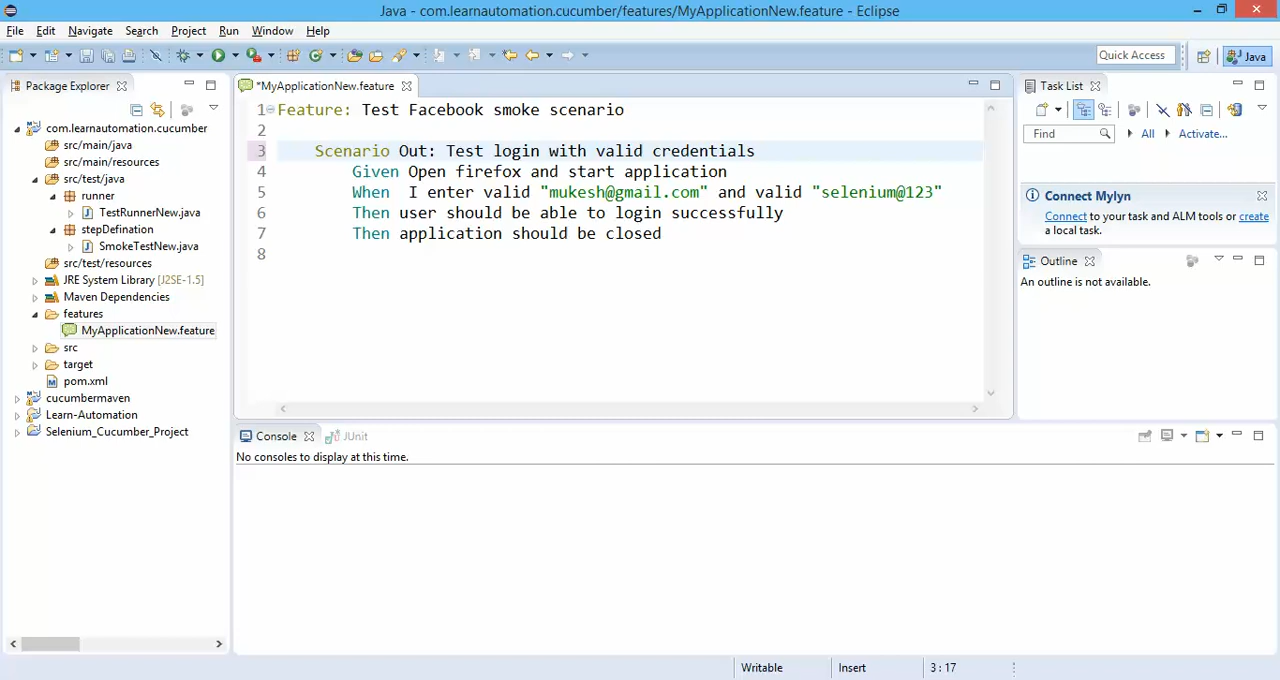 Java - com.learnautomation.cucumber/features/MyApplicationNew.feature - Eclipse
File Edit Navigate Search Project Run Window Help
Quick Access
Java
Package Explorer
com.learnautomation.cucumber
src/main/java
src/main/resources
src/test/java
runner
TestRunnerNew.java
stepDefination
SmokeTestNew.java
src/test/resources
JRE System Library [J2SE-1.5]
Maven Dependencies
features
MyApplicationNew.feature
src
target
pom.xml
cucumbermaven
Learn-Automation
Selenium_Cucumber_Project
*MyApplicationNew.feature
1 Feature: Test Facebook smoke scenario
2
3 Scenario Out: Test login with valid credentials
4 Given Open firefox and start application
5 When I enter valid "mukesh@gmail.com" and valid "selenium@123"
6 Then user should be able to login successfully
7 Then application should be closed
8
Task List
Find All Activate...
Connect Mylyn
Connect to your task and ALM tools or create
a local task.
Outline
An outline is not available.
Console JUnit
No consoles to display at this time.
Writable Insert 3 : 17